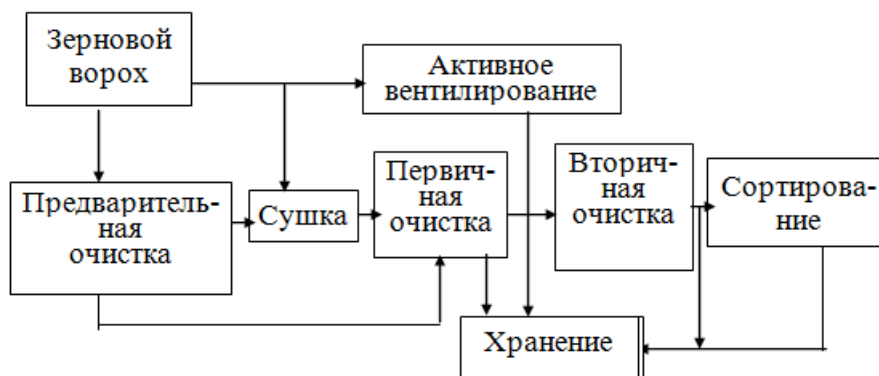 Зерновой
ворох
Активное
вентилирование
Предваритель-
ная
очистка
Сушка
Первич-
ная
очистка
Вторич-
ная
очистка
Сортирова-
ние
Хранение